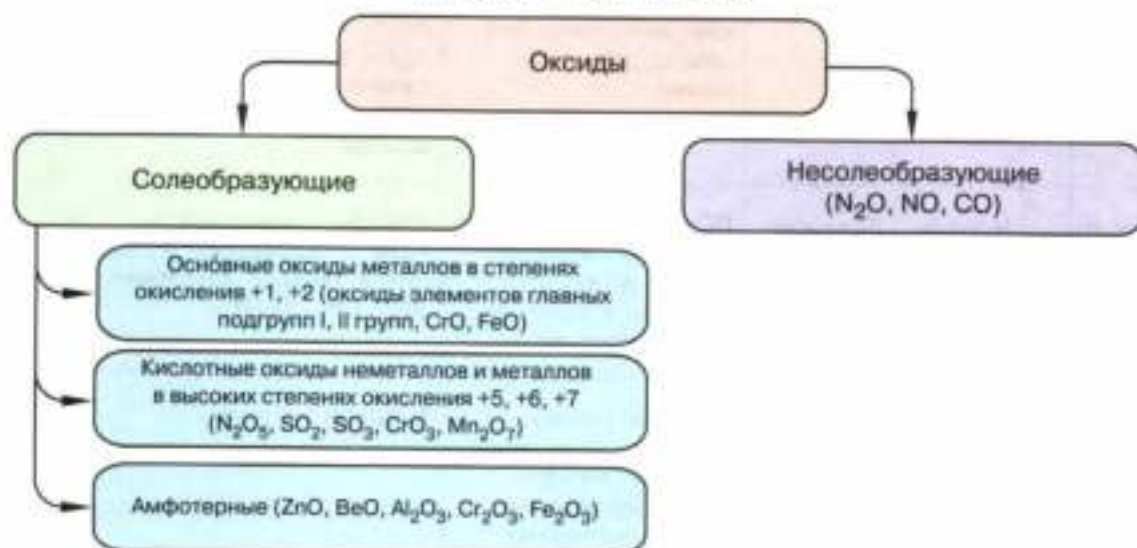 Оксиды
Солеобразующие
Несолеобразующие
(N₂O, NO, CO)
Осно́вные оксиды металлов в степенях
окисления +1, +2 (оксиды элементов главных
подгрупп I, II групп, CrO, FeO)
Кислотные оксиды неметаллов и металлов
в высоких степенях окисления +5, +6, +7
(N₂O₅, SO₂, SO₃, CrO₃, Mn₂O₇)
Амфотерные (ZnO, BeO, Al₂O₃, Cr₂O₃, Fe₂O₃)